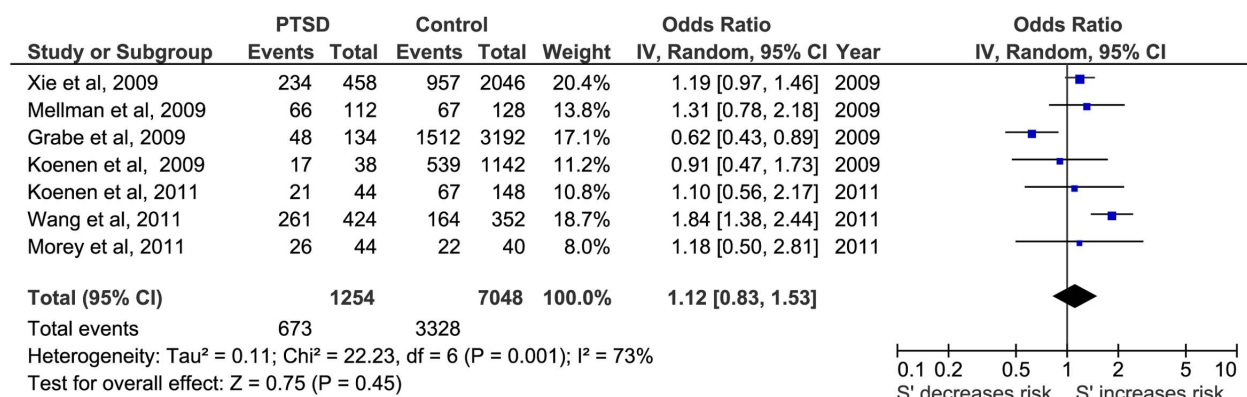 PTSD Control Odds Ratio Odds Ratio
Study or Subgroup Events Total Events Total Weight IV, Random, 95% CI Year IV, Random, 95% CI
Xie et al, 2009 234 458 957 2046 20.4% 1.19 [0.97, 1.46] 2009
Mellman et al, 2009 66 112 67 128 13.8% 1.31 [0.78, 2.18] 2009
Grabe et al, 2009 48 134 1512 3192 17.1% 0.62 [0.43, 0.89] 2009
Koenen et al, 2009 17 38 539 1142 11.2% 0.91 [0.47, 1.73] 2009
Koenen et al, 2011 21 44 67 148 10.8% 1.10 [0.56, 2.17] 2011
Wang et al, 2011 261 424 164 352 18.7% 1.84 [1.38, 2.44] 2011
Morey et al, 2011 26 44 22 40 8.0% 1.18 [0.50, 2.81] 2011
Total (95% CI) 1254 7048 100.0% 1.12 [0.83, 1.53]
Total events 673 3328
Heterogeneity: Tau² = 0.11; Chi² = 22.23, df = 6 (P = 0.001); I² = 73%
Test for overall effect: Z = 0.75 (P = 0.45)
0.1 0.2 0.5 1 2 5 10
S' decreases risk S' increases risk